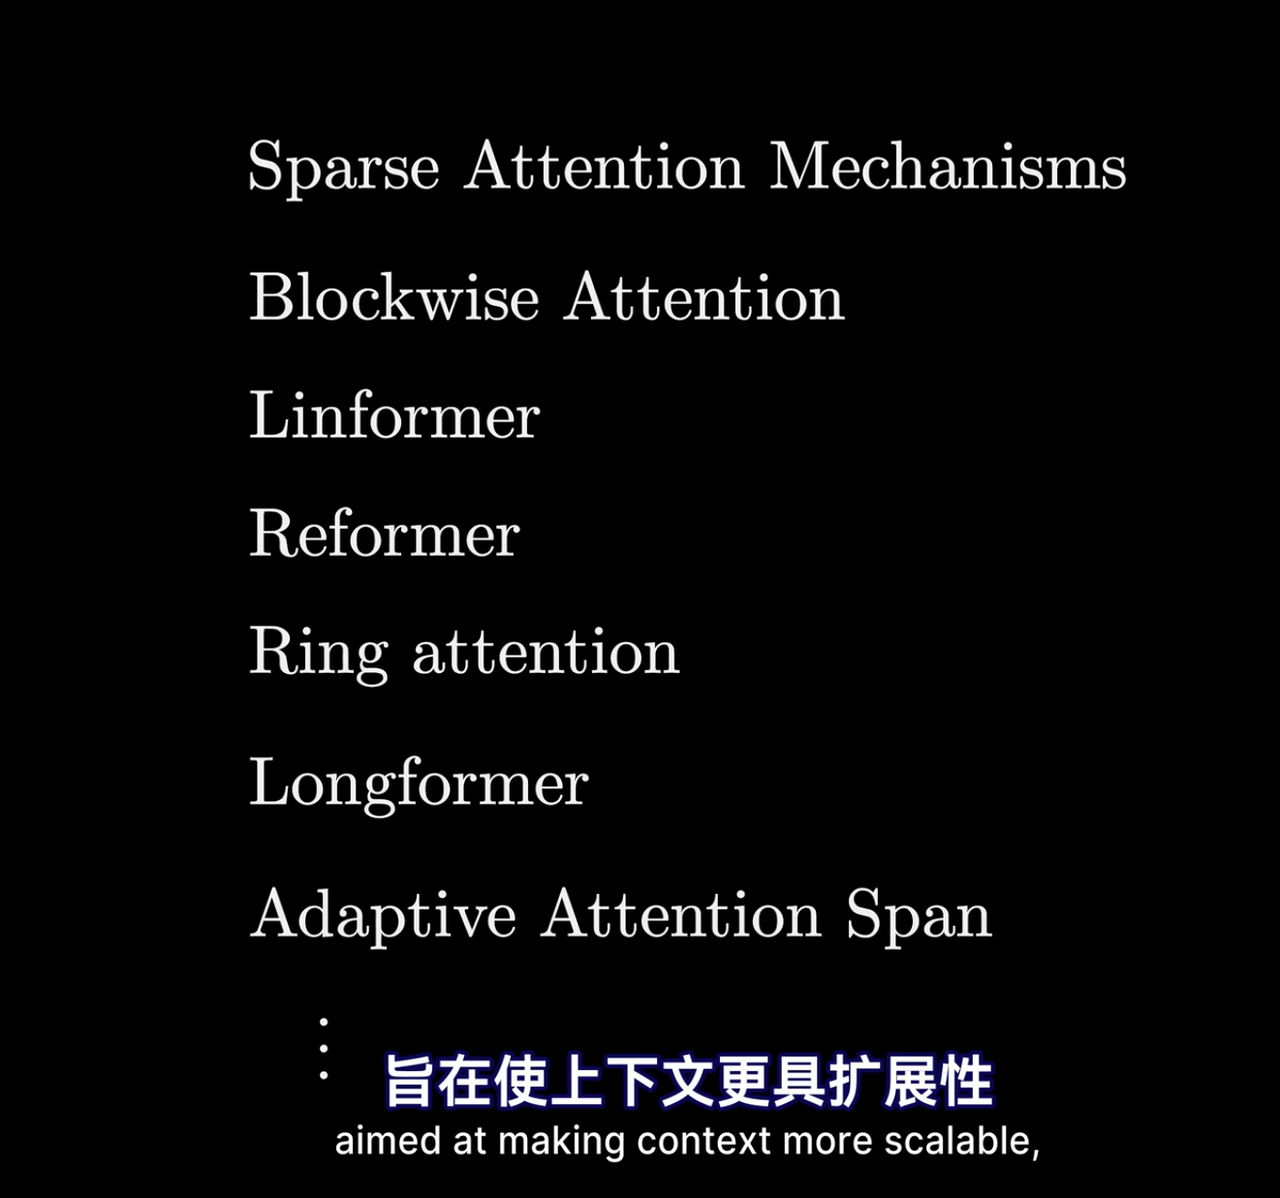 Sparse Attention Mechanisms
Blockwise Attention
Linformer
Reformer
Ring attention
Longformer
Adaptive Attention Span
⋮
旨在使上下文更具扩展性
aimed at making context more scalable,